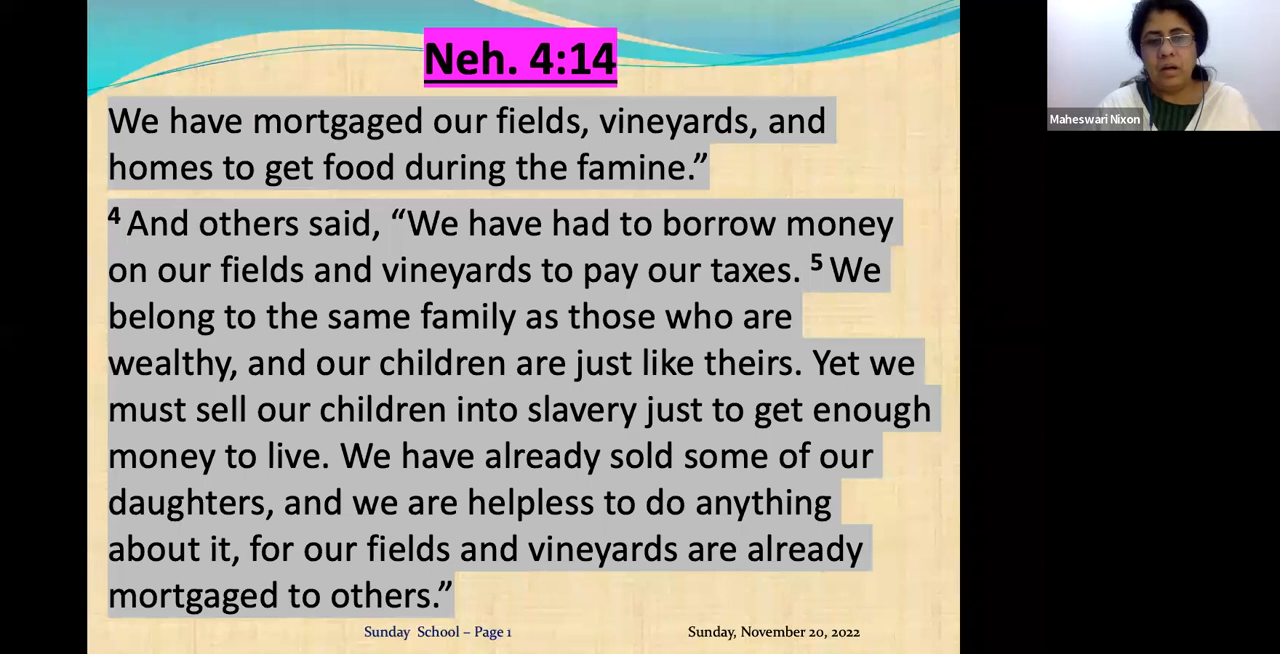 Neh. 4:14
We have mortgaged our fields, vineyards, and
homes to get food during the famine.”
4 And others said, “We have had to borrow money
on our fields and vineyards to pay our taxes. 5 We
belong to the same family as those who are
wealthy, and our children are just like theirs. Yet we
must sell our children into slavery just to get enough
money to live. We have already sold some of our
daughters, and we are helpless to do anything
about it, for our fields and vineyards are already
mortgaged to others.”
Sunday School – Page 1
Sunday, November 20, 2022
Maheswari Nixon